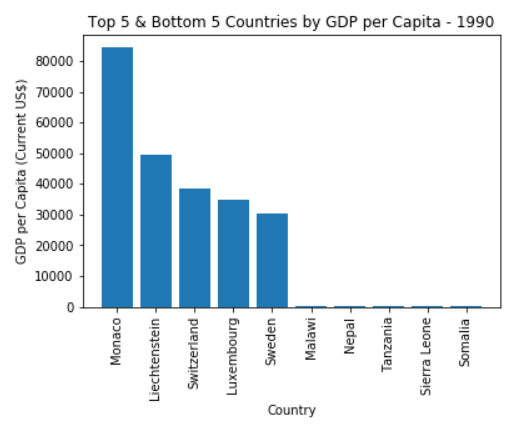 Top 5 & Bottom 5 Countries by GDP per Capita - 1990
GDP per Capita (Current US$)
80000
70000
60000
50000
40000
30000
20000
10000
0
Monaco
Liechtenstein
Switzerland
Luxembourg
Sweden
Malawi
Nepal
Tanzania
Sierra Leone
Somalia
Country